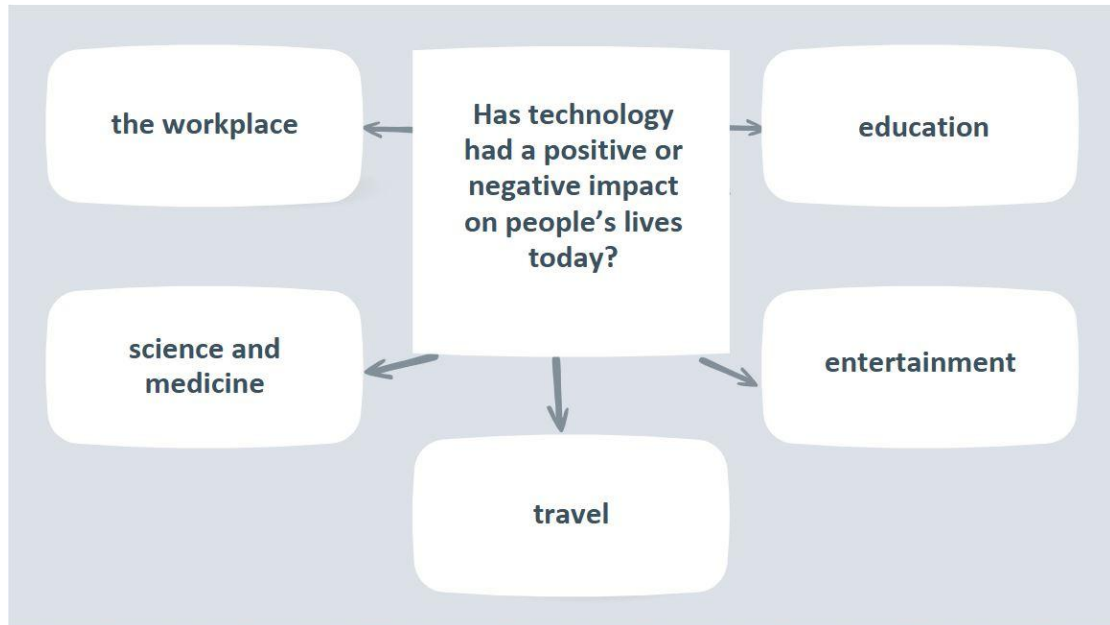 the workplace
Has technology
had a positive or
negative impact
on people’s lives
today?
education
science and
medicine
entertainment
travel